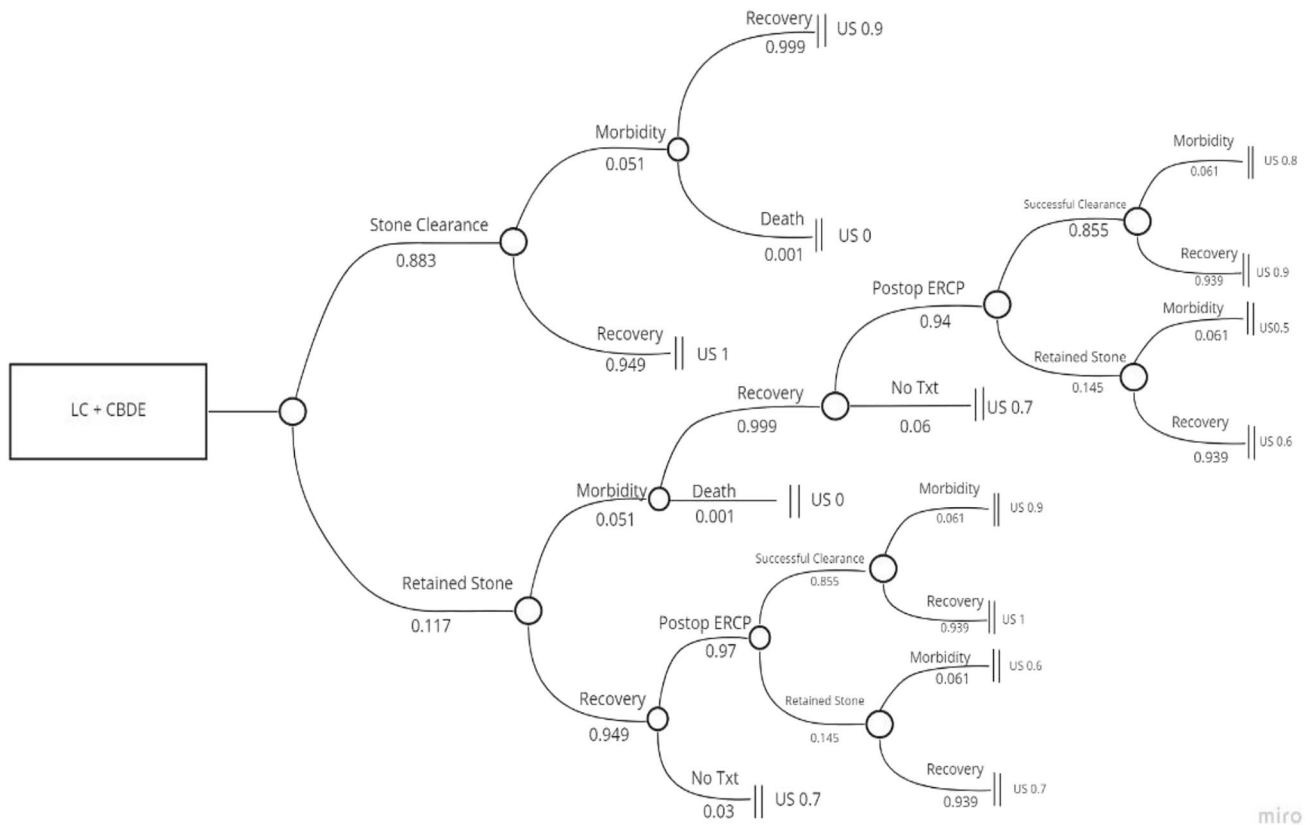 Recovery
0.999
US 0.9
Morbidity
0.051
Death
0.001
US 0
Stone Clearance
0.883
Recovery
0.949
US 1
LC + CBDE
Morbidity
0.061
US 0.8
Successful Clearance
0.855
Recovery
0.939
US 0.9
Postop ERCP
0.94
Morbidity
0.061
US0.5
Retained Stone
0.145
Recovery
0.939
US 0.6
Recovery
0.999
No Txt
0.06
US 0.7
Morbidity
0.051
Death
0.001
US 0
Retained Stone
0.117
Morbidity
0.061
US 0.9
Successful Clearance
0.855
Recovery
0.939
US 1
Postop ERCP
0.97
Morbidity
0.061
US 0.6
Retained Stone
0.145
Recovery
0.939
US 0.7
Recovery
0.949
No Txt
0.03
US 0.7
miro